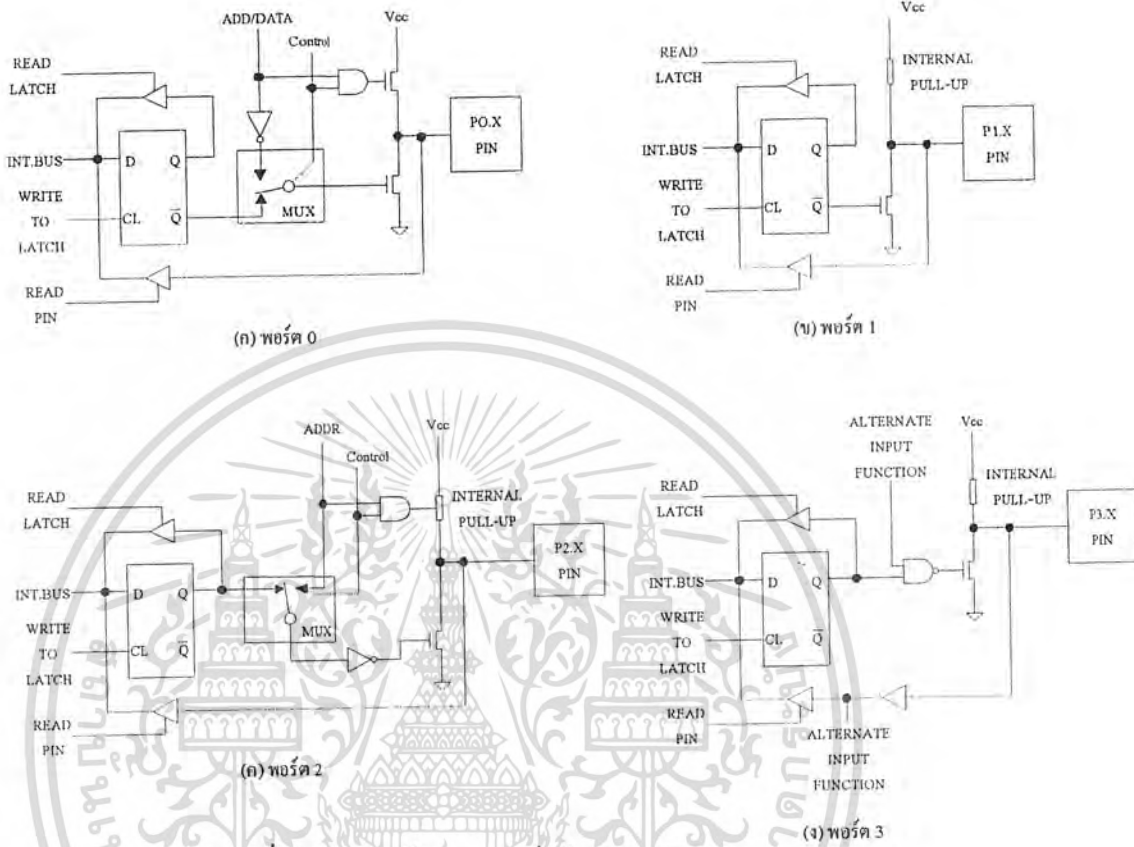 ADD/DATA
Vcc
Control
READ
LATCH
INT.BUS
D
Q
WRITE
TO
LATCH
CL
Q
MUX
P0.X
PIN
READ
PIN
(ก) พอร์ต 0
Vcc
READ
LATCH
INTERNAL
PULL-UP
INT.BUS
D
Q
WRITE
TO
LATCH
CL
Q
P1.X
PIN
READ
PIN
(ข) พอร์ต 1
ADDR
Vcc
Control
READ
LATCH
INTERNAL
PULL-UP
INT.BUS
D
Q
WRITE
TO
LATCH
CL
Q
MUX
P2.X
PIN
READ
PIN
(ค) พอร์ต 2
ALTERNATE
INPUT
FUNCTION
Vcc
READ
LATCH
INTERNAL
PULL-UP
INT.BUS
D
Q
WRITE
TO
LATCH
CL
Q
P3.X
PIN
READ
PIN
ALTERNATE
INPUT
FUNCTION
(ง) พอร์ต 3